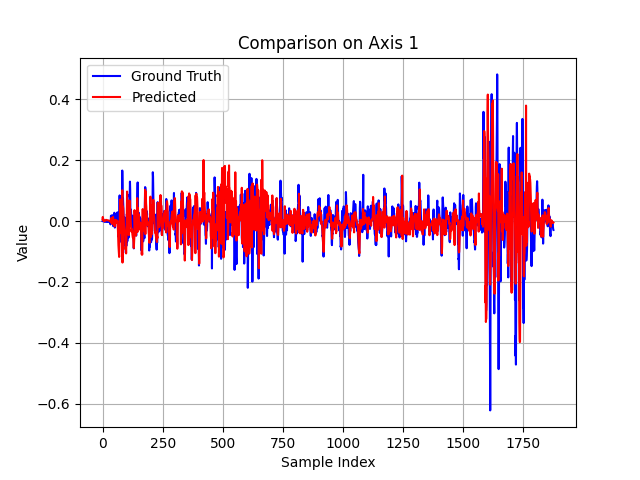 Comparison on Axis 1
Ground Truth
Predicted
0.4
0.2
0.0
−0.2
−0.4
−0.6
Value
0
250
500
750
1000
1250
1500
1750
Sample Index